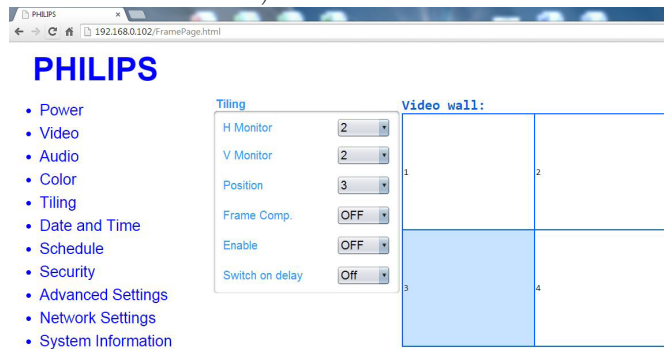 PHILIPS
192.168.0.102/FramePage.html
PHILIPS
Power
Video
Audio
Color
Tiling
Date and Time
Schedule
Security
Advanced Settings
Network Settings
System Information
Tiling
H Monitor 2
V Monitor 2
Position 3
Frame Comp. OFF
Enable OFF
Switch on delay Off
Video wall:
1 2
3 4